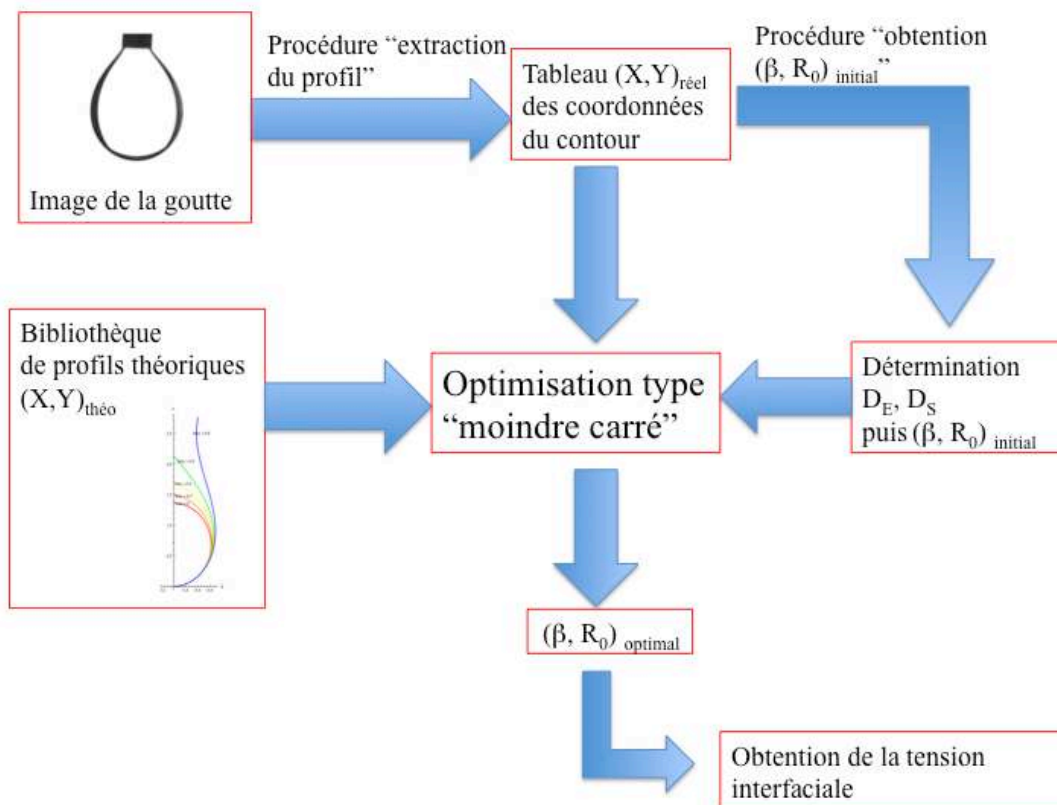 Procédure “extraction
du profil”
Procédure “obtention
(β, R₀) initial”
Tableau (X,Y)réel
des coordonnées
du contour
Image de la goutte
Bibliothèque
de profils théoriques
(X,Y)théo
Optimisation type
“moindre carré”
Détermination
D_E, D_S
puis (β, R₀) initial
(β, R₀) optimal
Obtention de la tension
interfaciale